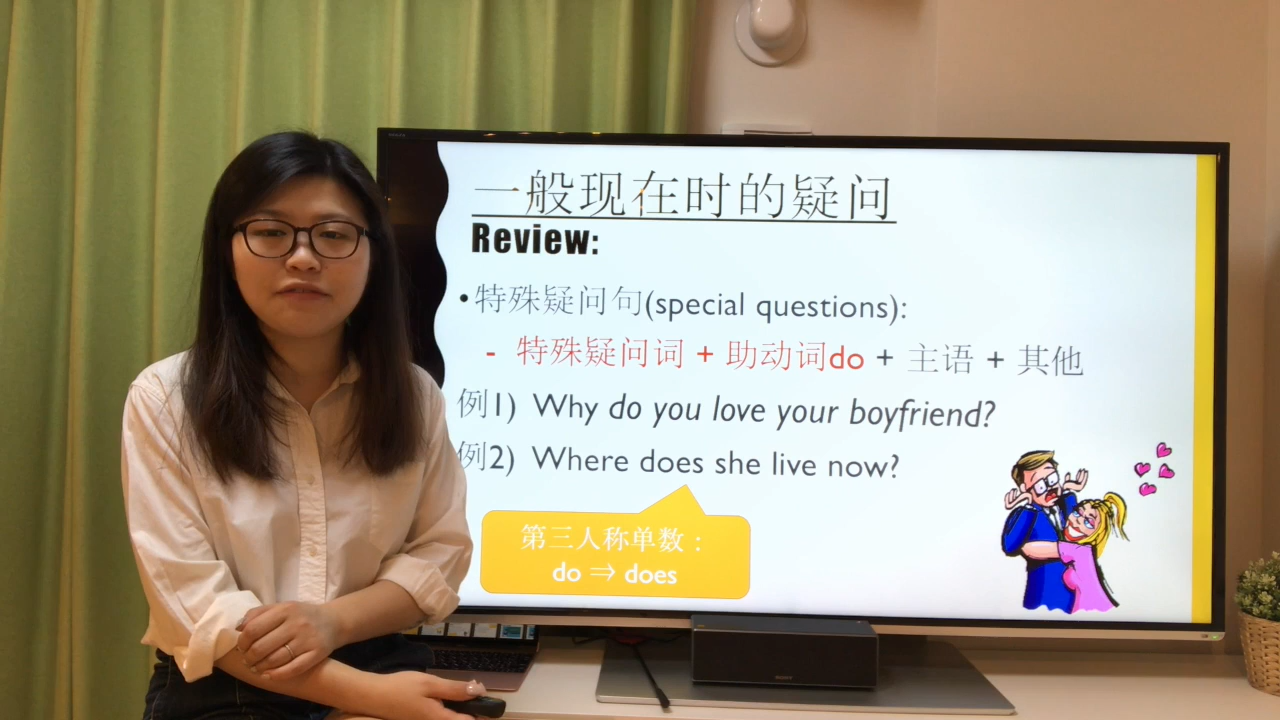 一般现在时的疑问
Review:
•特殊疑问句(special questions):
- 特殊疑问词 + 助动词do + 主语 + 其他
例1) Why do you love your boyfriend?
例2) Where does she live now?
第三人称单数：
do ⇒ does
SONY